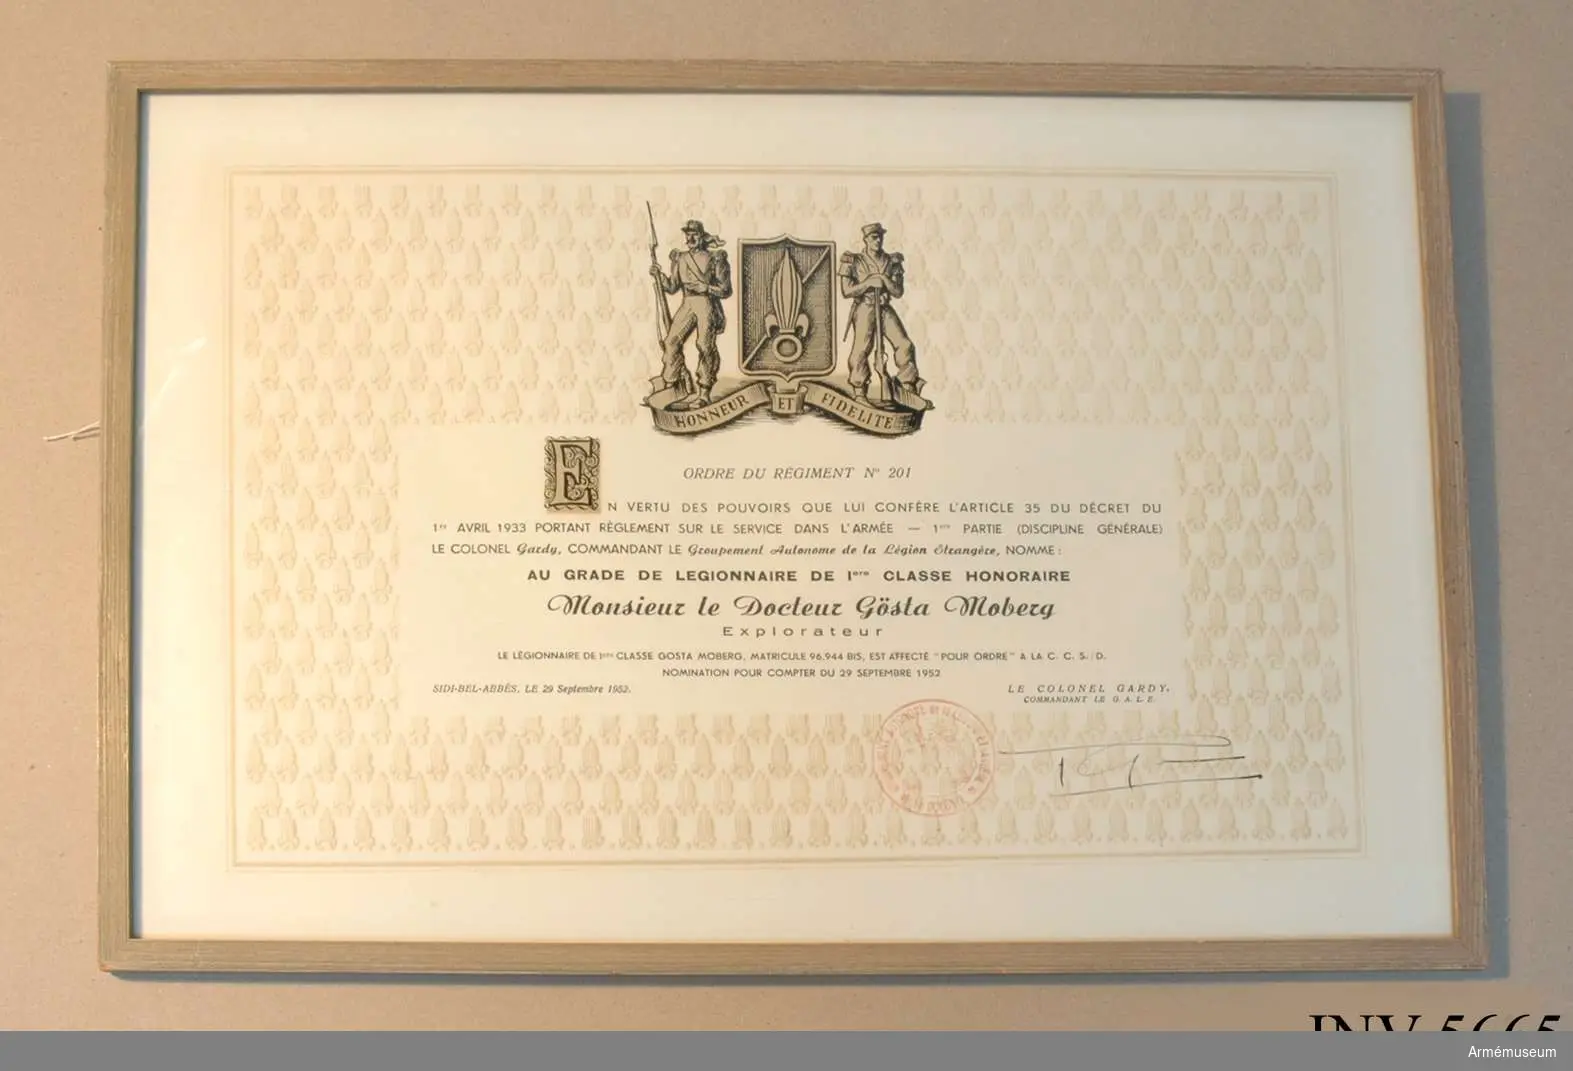 HONNEUR ET FIDELITE
ORDRE DU RÉGIMENT N° 201
EN VERTU DES POUVOIRS QUE LUI CONFÈRE L'ARTICLE 35 DU DÉCRET DU
1er AVRIL 1933 PORTANT RÈGLEMENT SUR LE SERVICE DANS L'ARMÉE — 1ère PARTIE (DISCIPLINE GÉNÉRALE)
LE COLONEL Gardy, COMMANDANT LE Groupement Autonome de la Légion Etrangère, NOMME :
AU GRADE DE LEGIONNAIRE DE 1ère CLASSE HONORAIRE
Monsieur le Docteur Gösta Moberg
Explorateur
LE LÉGIONNAIRE DE 1ère CLASSE GOSTA MOBERG, MATRICULE 96.944 BIS, EST AFFECTÉ "POUR ORDRE" A LA C. C. S./D.
NOMINATION POUR COMPTER DU 29 SEPTEMBRE 1952
SIDI-BEL-ABBÈS, LE 29 Septembre 1952.
LE COLONEL GARDY,
COMMANDANT LE G. A. L. E.
INV 5665
Armémuseum